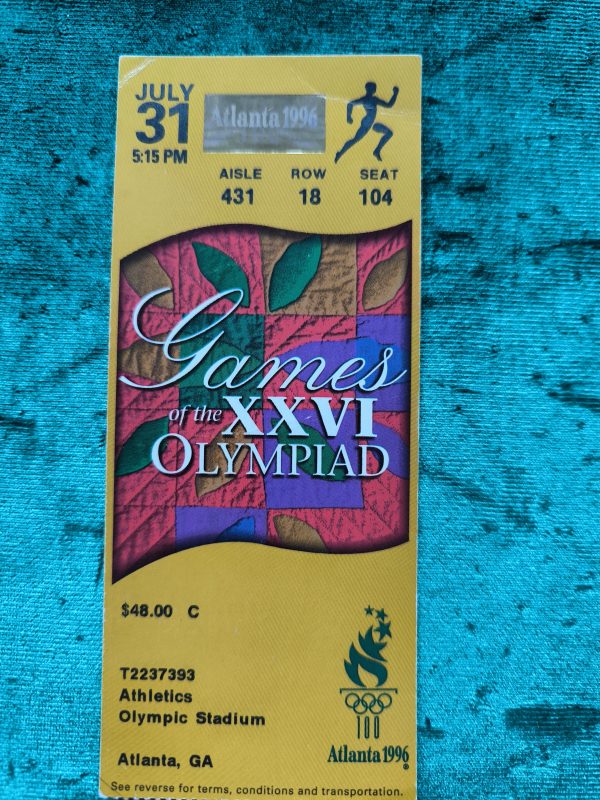 JULY
31
5:15 PM
Atlanta 1996
AISLE ROW SEAT
431 18 104
Games
of the XXVI
OLYMPIAD
$48.00 C
T2237393
Athletics
Olympic Stadium
Atlanta, GA
100
Atlanta 1996®
See reverse for terms, conditions and transportation.